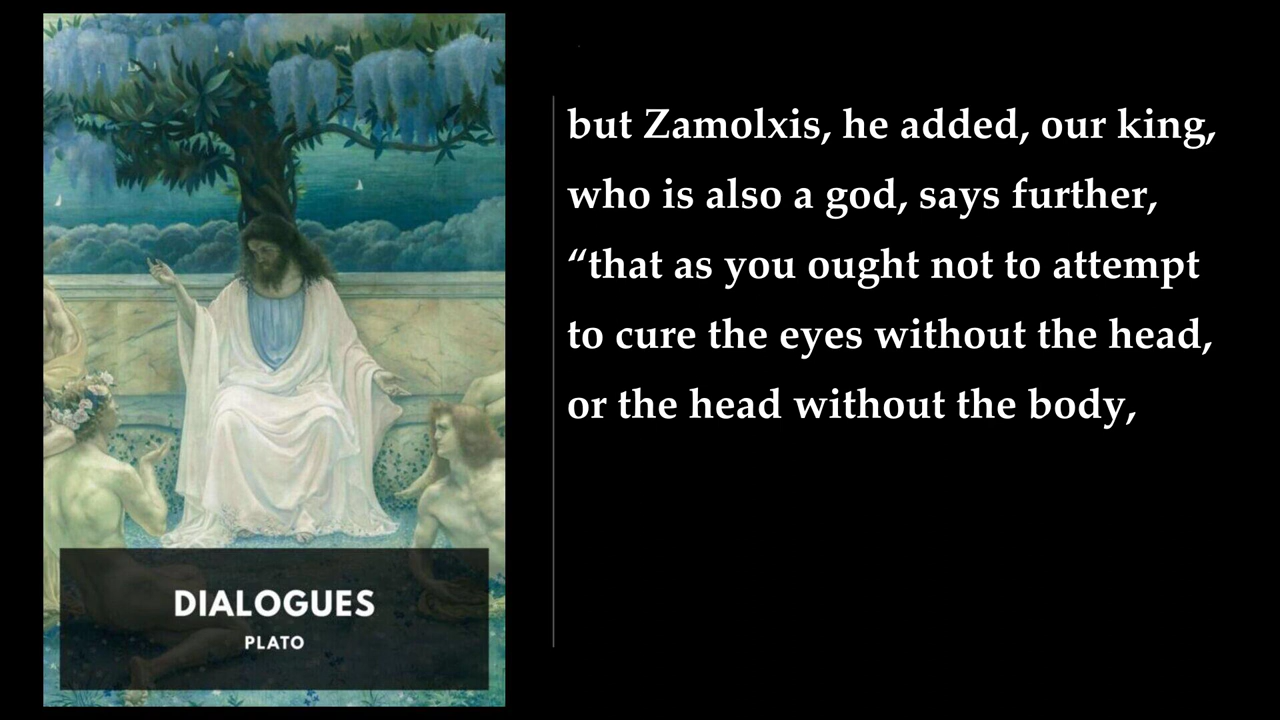 but Zamolxis, he added, our king,
who is also a god, says further,
“that as you ought not to attempt
to cure the eyes without the head,
or the head without the body,
DIALOGUES
PLATO